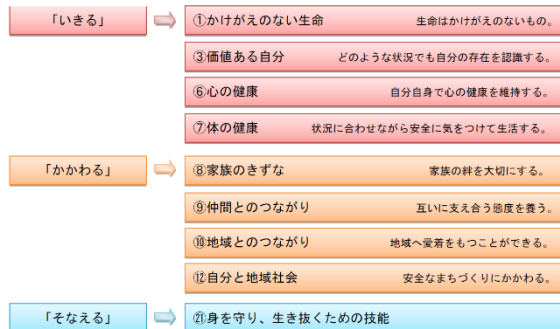 「いきる」 ①かけがえのない生命 生命はかけがえのないもの。
③価値ある自分 どのような状況でも自分の存在を認識する。
⑥心の健康 自分自身で心の健康を維持する。
⑦体の健康 状況に合わせながら安全に気をつけて生活する。
「かかわる」 ⑧家族のきずな 家族の絆を大切にする。
⑨仲間とのつながり 互いに支え合う態度を養う。
⑩地域とのつながり 地域へ愛着をもつことができる。
⑫自分と地域社会 安全なまちづくりにかかわる。
「そなえる」 ㉑身を守り、生き抜くための技能